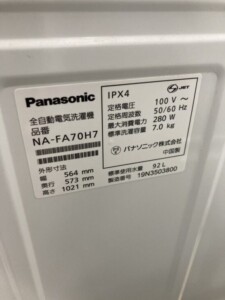 Panasonic
全自動電気洗濯機
品番
NA-FA70H7
外形寸法
幅 564 mm
奥行 573 mm
高さ 1021 mm
IPX4
JET
定格電圧 100 V ～
定格周波数 50/60 Hz
最大消費電力 280 W
標準洗濯容量 7.0 kg
パナソニック株式会社
中国製
標準使用水量 92 L
製造番号 19N3503800